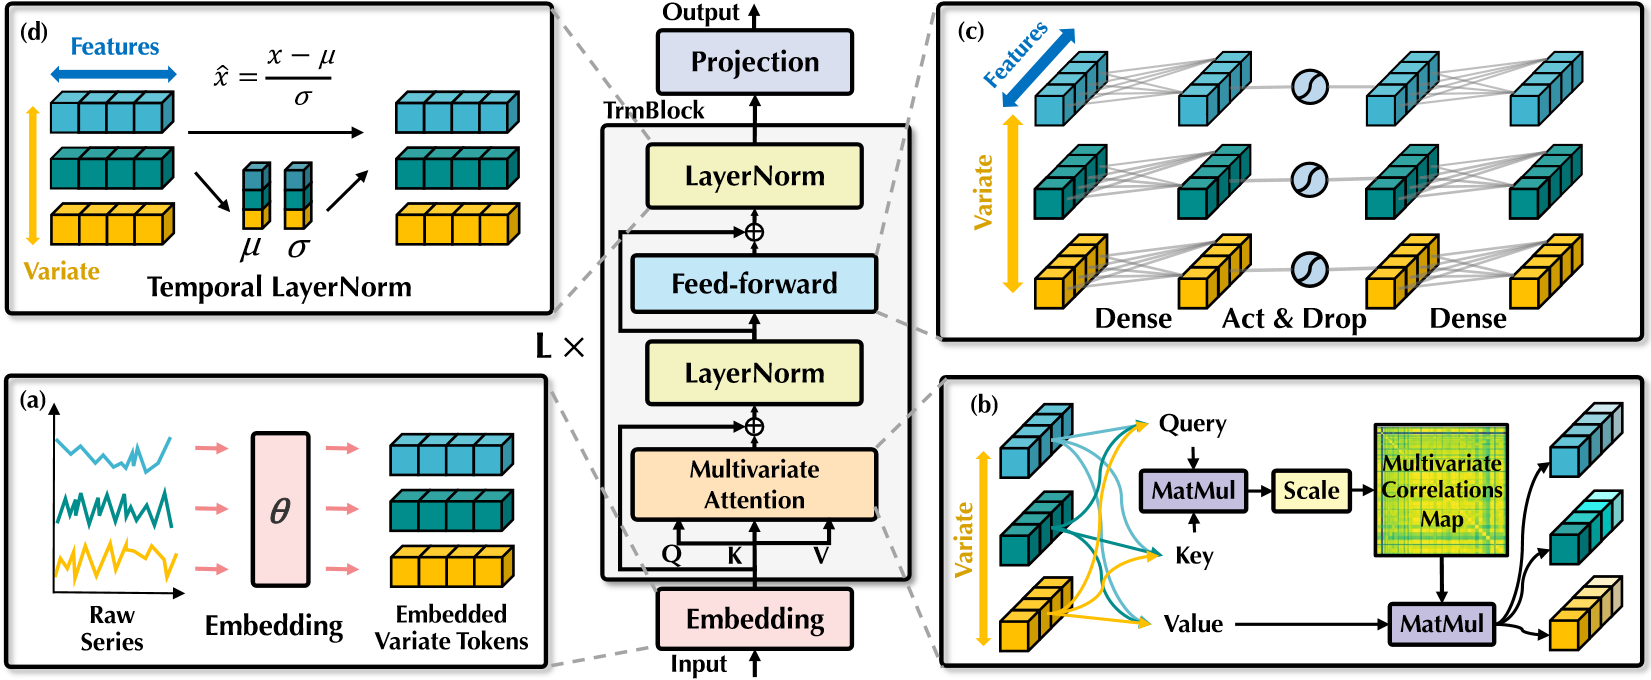 (d)
Features
x̂ = x − μ / σ
μ σ
Variate
Temporal LayerNorm
(a)
θ
Raw
Series
Embedding
Embedded
Variate Tokens
Output
Projection
TrmBlock
LayerNorm
Feed-forward
L ×
LayerNorm
Multivariate
Attention
Q K V
Embedding
Input
(c)
Features
Variate
Dense Act & Drop Dense
(b)
Variate
Query
MatMul
Scale
Multivariate
Correlations
Map
Key
Value
MatMul